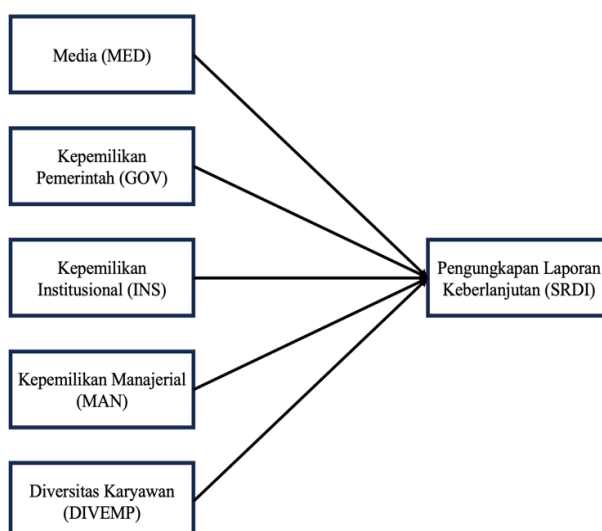 Media (MED)
Kepemilikan
Pemerintah (GOV)
Kepemilikan
Institusional (INS)
Pengungkapan Laporan
Keberlanjutan (SRDI)
Kepemilikan Manajerial
(MAN)
Diversitas Karyawan
(DIVEMP)